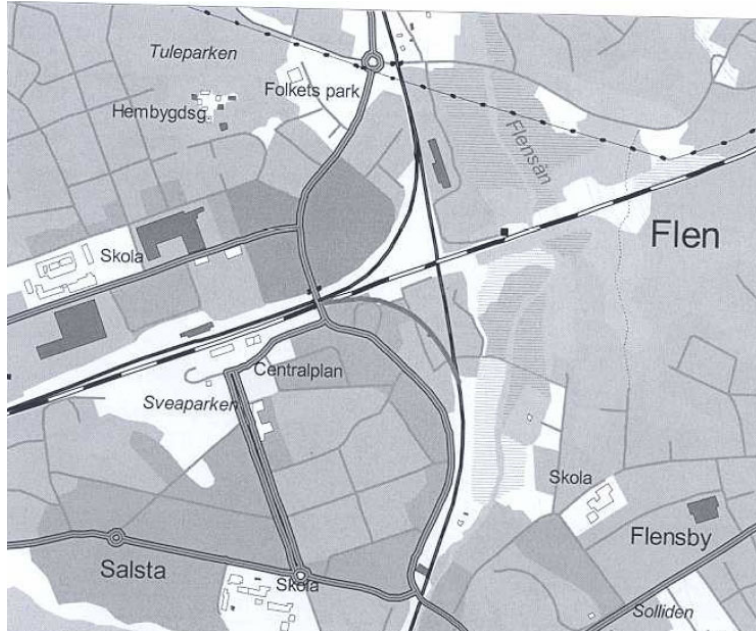 Tuleparken
Folkets park
Hembygdsg.
Flensån
Flen
Skola
Centralplan
Sveaparken
Skola
Flensby
Salsta
Skola
Solliden